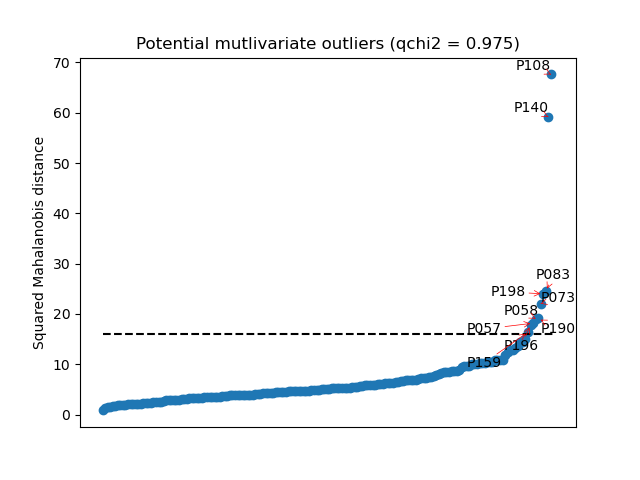 Potential mutlivariate outliers (qchi2 = 0.975)
Squared Mahalanobis distance
70
60
50
40
30
20
10
0
P108
P140
P083
P198
P073
P058
P057
P190
P196
P159